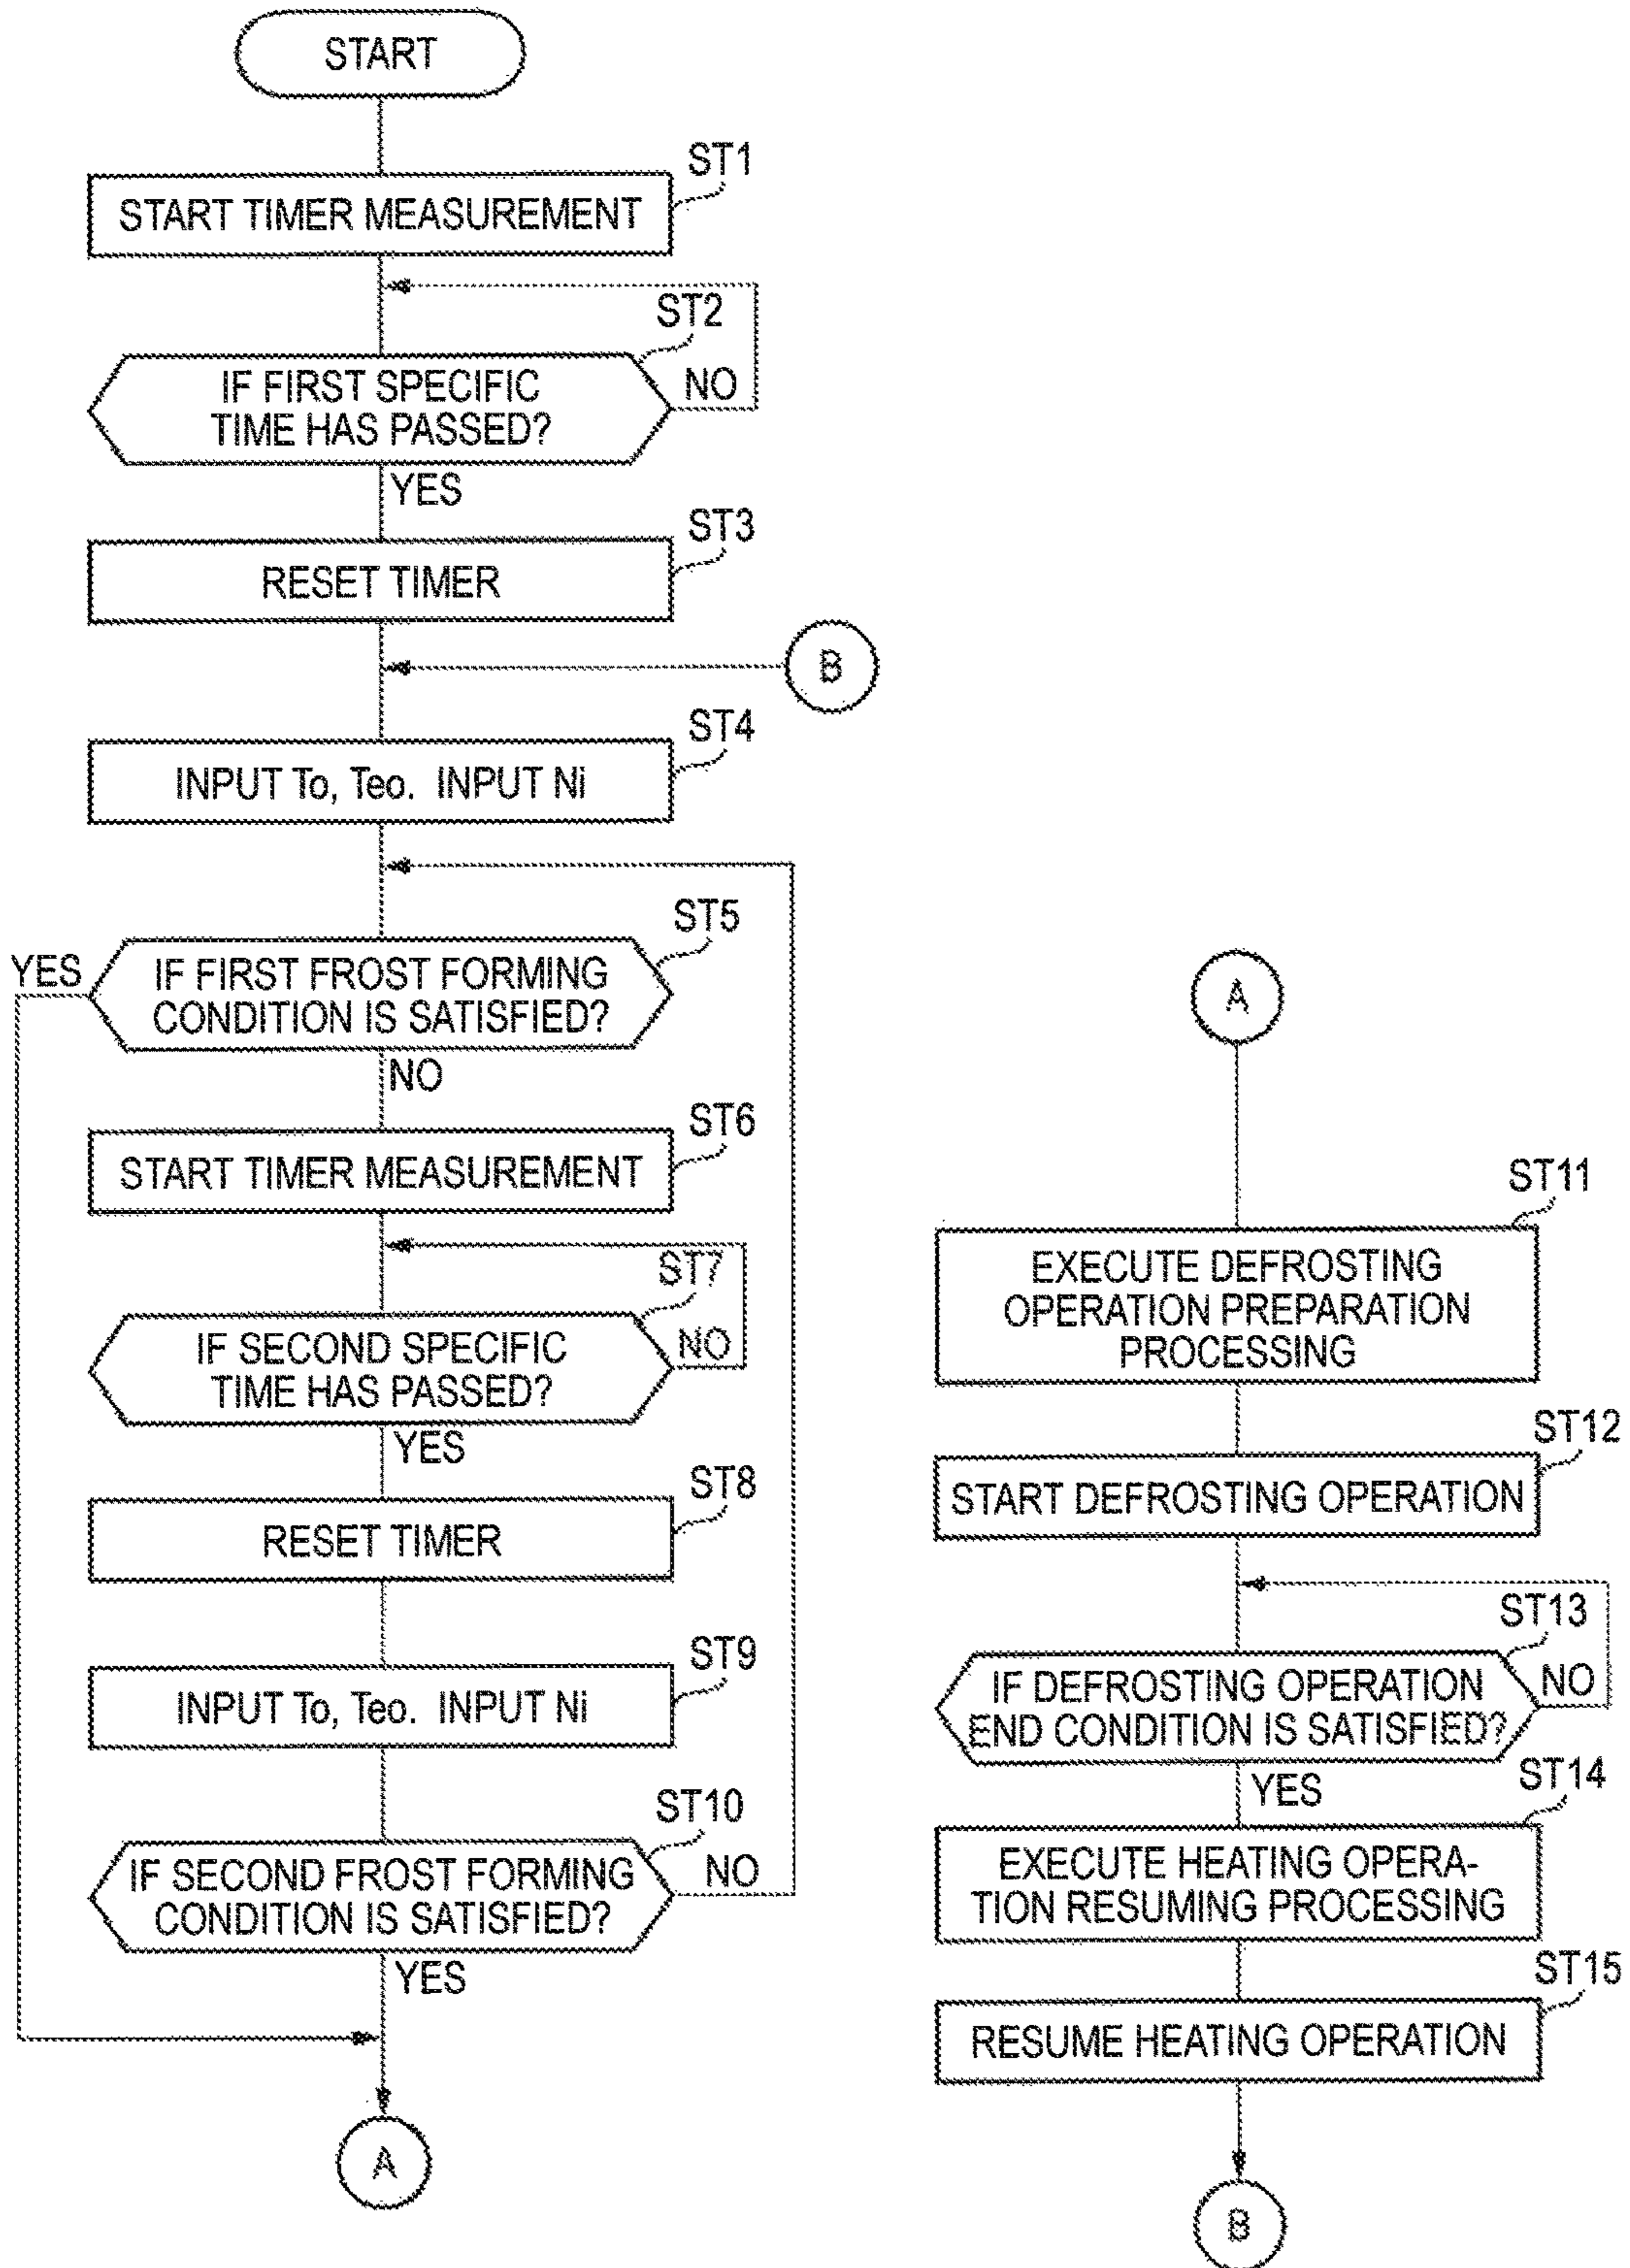 START
ST1
START TIMER MEASUREMENT
ST2
IF FIRST SPECIFIC
TIME HAS PASSED?
NO
YES
ST3
RESET TIMER
B
ST4
INPUT To, Teo. INPUT Ni
ST5
YES
IF FIRST FROST FORMING
CONDITION IS SATISFIED?
NO
ST6
START TIMER MEASUREMENT
ST7
IF SECOND SPECIFIC
TIME HAS PASSED?
NO
YES
ST8
RESET TIMER
ST9
INPUT To, Teo. INPUT Ni
ST10
IF SECOND FROST FORMING
CONDITION IS SATISFIED?
NO
YES
A
A
ST11
EXECUTE DEFROSTING
OPERATION PREPARATION
PROCESSING
ST12
START DEFROSTING OPERATION
ST13
IF DEFROSTING OPERATION
END CONDITION IS SATISFIED?
NO
YES
ST14
EXECUTE HEATING OPERA-
TION RESUMING PROCESSING
ST15
RESUME HEATING OPERATION
B